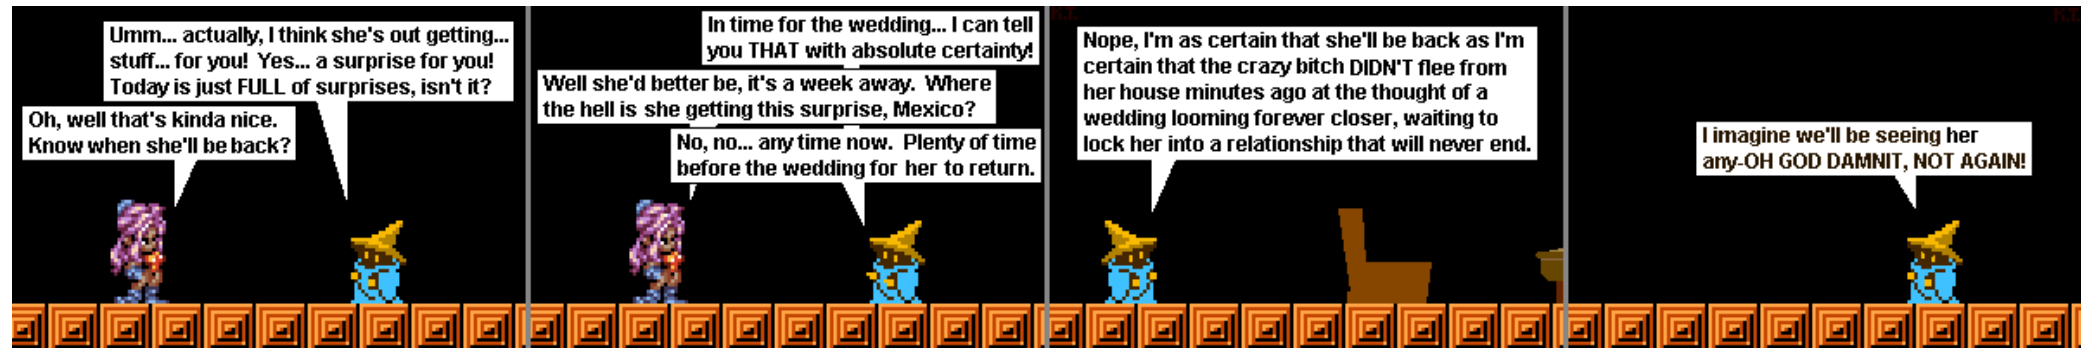 Umm... actually, I think she's out getting...
stuff... for you!  Yes... a surprise for you!
Today is just FULL of surprises, isn't it?
Oh, well that's kinda nice.
Know when she'll be back?
In time for the wedding... I can tell
you THAT with absolute certainty!
Well she'd better be, it's a week away.  Where
the hell is she getting this surprise, Mexico?
No, no... any time now.  Plenty of time
before the wedding for her to return.
K.T.
Nope, I'm as certain that she'll be back as I'm
certain that the crazy bitch DIDN'T flee from
her house minutes ago at the thought of a
wedding looming forever closer, waiting to
lock her into a relationship that will never end.
K.T.
I imagine we'll be seeing her
any-OH GOD DAMNIT, NOT AGAIN!